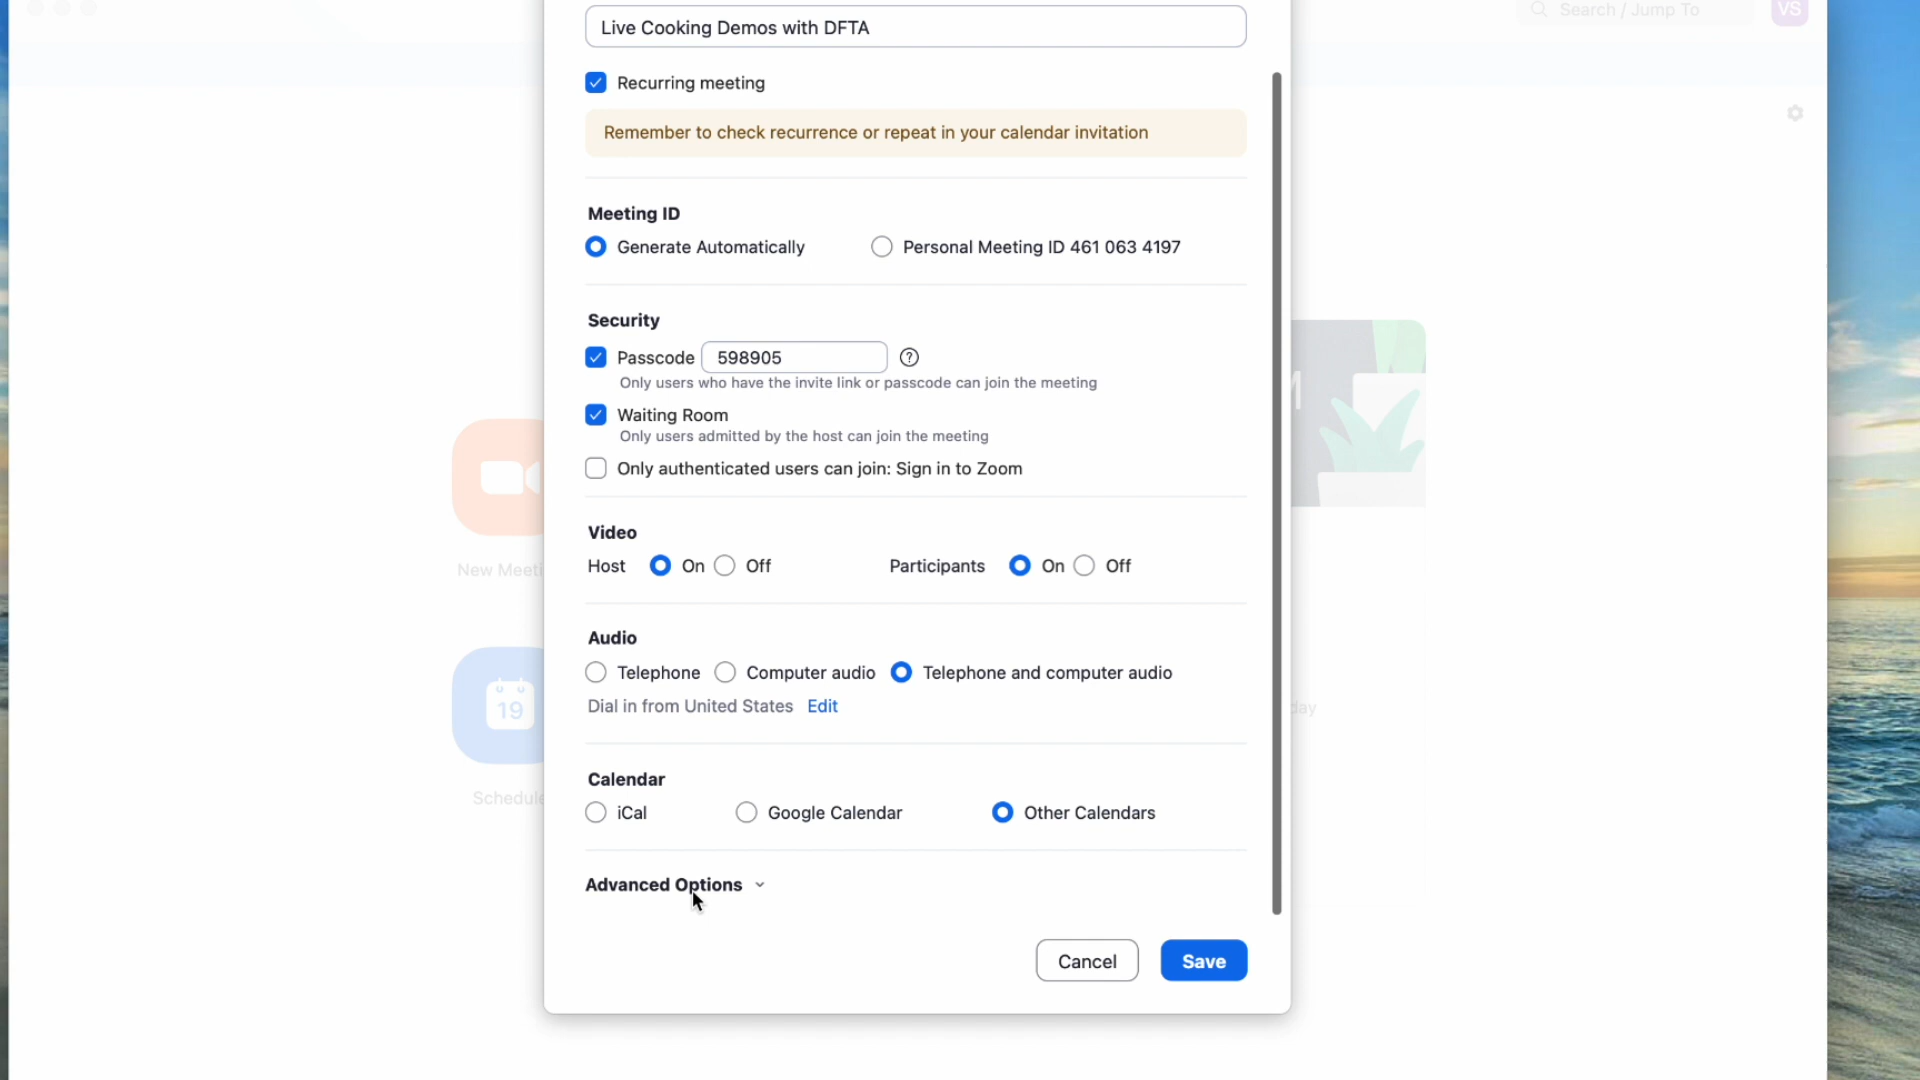 Search / Jump To
VS
Live Cooking Demos with DFTA
Recurring meeting
Remember to check recurrence or repeat in your calendar invitation
Meeting ID
Generate Automatically Personal Meeting ID 461 063 4197
Security
Passcode 598905 ?
Only users who have the invite link or passcode can join the meeting
Waiting Room
Only users admitted by the host can join the meeting
Only authenticated users can join: Sign in to Zoom
Video
Host On Off Participants On Off
Audio
Telephone Computer audio Telephone and computer audio
Dial in from United States Edit
Calendar
iCal Google Calendar Other Calendars
Advanced Options
Cancel Save
New Meeti
19
Schedule
M
day